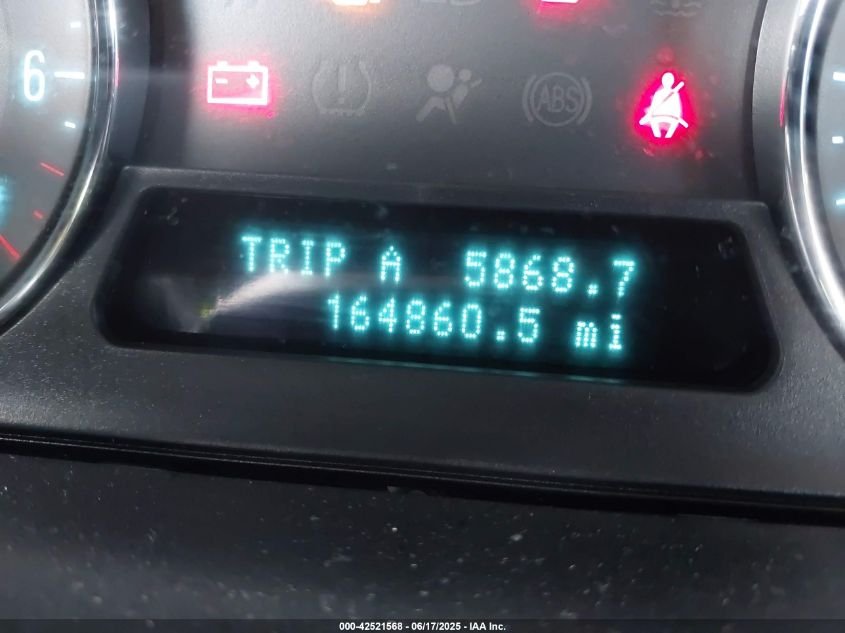 6
ABS
TRIP A 5868.7
164860.5 mi
000-42521568 - 06/17/2025 - IAA Inc.